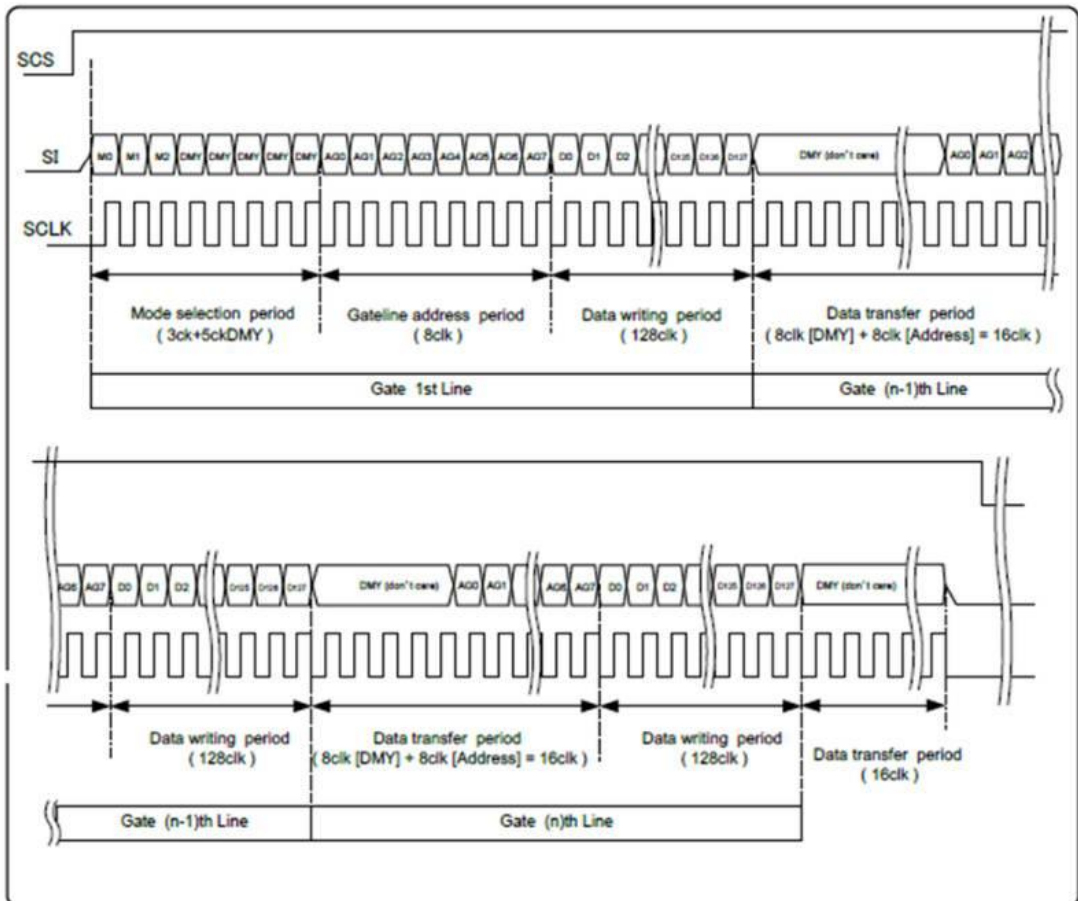 SCS
SI M0 M1 M2 DMY DMY DMY DMY DMY AG0 AG1 AG2 AG3 AG4 AG5 AG6 AG7 D0 D1 D2 D125 D126 D127 DMY (don't care) AG0 AG1 AG2
SCLK
Mode selection period Gateline address period Data writing period Data transfer period
( 3ck+5ckDMY ) ( 8clk ) ( 128clk ) ( 8clk [DMY] + 8clk [Address] = 16clk )
Gate 1st Line Gate (n-1)th Line
AG6 AG7 D0 D1 D2 D125 D126 D127 DMY (don't care) AG0 AG1 AG6 AG7 D0 D1 D2 D125 D126 D127 DMY (don't care)
Data writing period Data transfer period Data writing period Data transfer period
( 128clk ) ( 8clk [DMY] + 8clk [Address] = 16clk ) ( 128clk ) ( 16clk )
Gate (n-1)th Line Gate (n)th Line